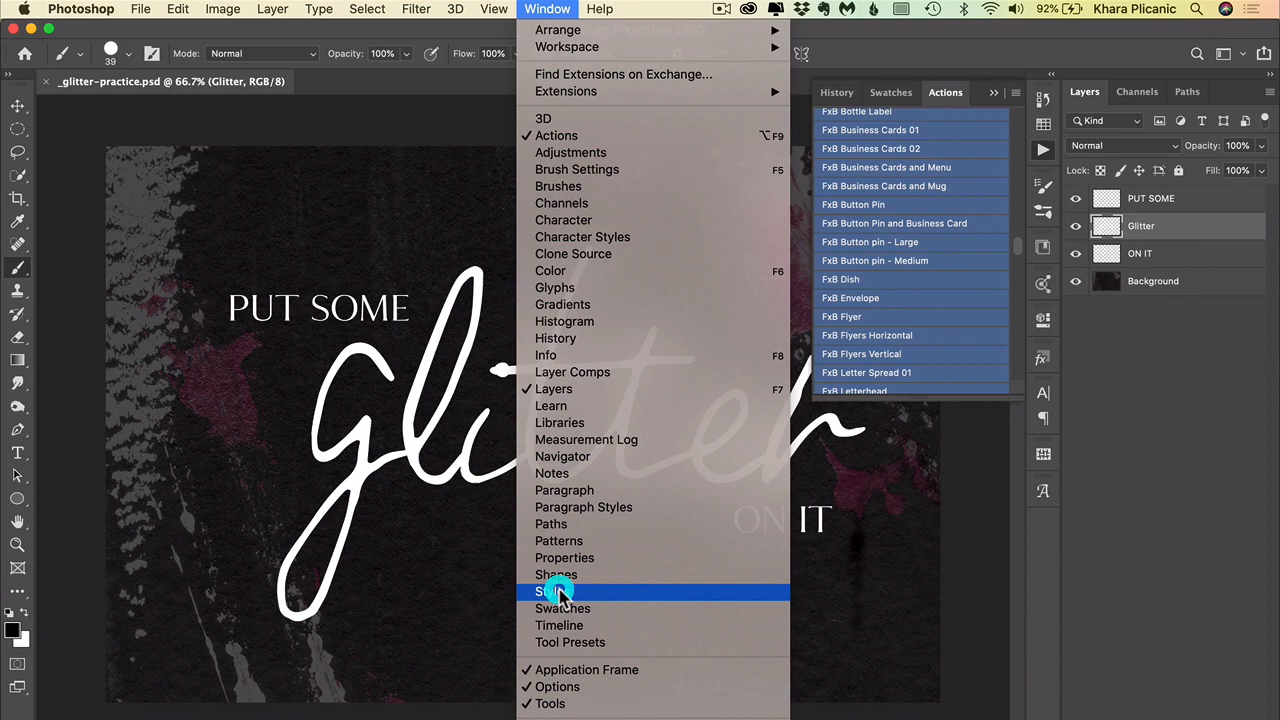 Photoshop File Edit Image Layer Type Select Filter 3D View Window Help 92% Khara Plicanic
39 Mode: Normal Opacity: 100% Flow: 100%
× _glitter-practice.psd @ 66.7% (Glitter, RGB/8)
Arrange
Workspace
Find Extensions on Exchange...
Extensions
3D
Actions ⌥F9
Adjustments
Brush Settings F5
Brushes
Channels
Character
Character Styles
Clone Source
Color F6
Glyphs
Gradients
Histogram
History
Info F8
Layer Comps
Layers F7
Learn
Libraries
Measurement Log
Navigator
Notes
Paragraph
Paragraph Styles
Paths
Patterns
Properties
Shapes
Styles
Swatches
Timeline
Tool Presets
Application Frame
Options
Tools
PUT SOME
glitter
ON IT
History Swatches Actions
FxB Bottle Label
FxB Business Cards 01
FxB Business Cards 02
FxB Business Cards and Menu
FxB Business Cards and Mug
FxB Button Pin
FxB Button Pin and Business Card
FxB Button pin - Large
FxB Button pin - Medium
FxB Dish
FxB Envelope
FxB Flyer
FxB Flyers Horizontal
FxB Flyers Vertical
FxB Letter Spread 01
FxB Letterhead
Layers Channels Paths
Kind
Normal Opacity: 100%
Lock: Fill: 100%
PUT SOME
Glitter
ON IT
Background